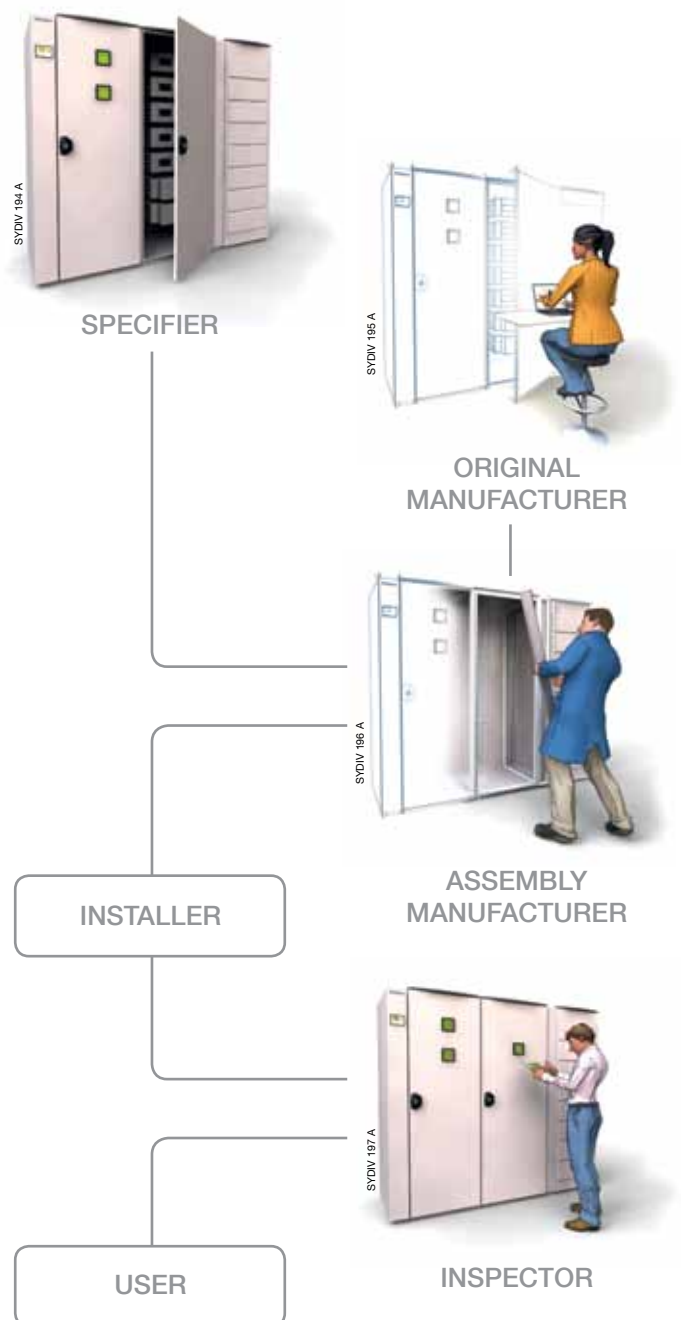 SYDIV 194 A
SPECIFIER
SYDIV 195 A
ORIGINAL
MANUFACTURER
SYDIV 196 A
ASSEMBLY
MANUFACTURER
INSTALLER
SYDIV 197 A
INSPECTOR
USER